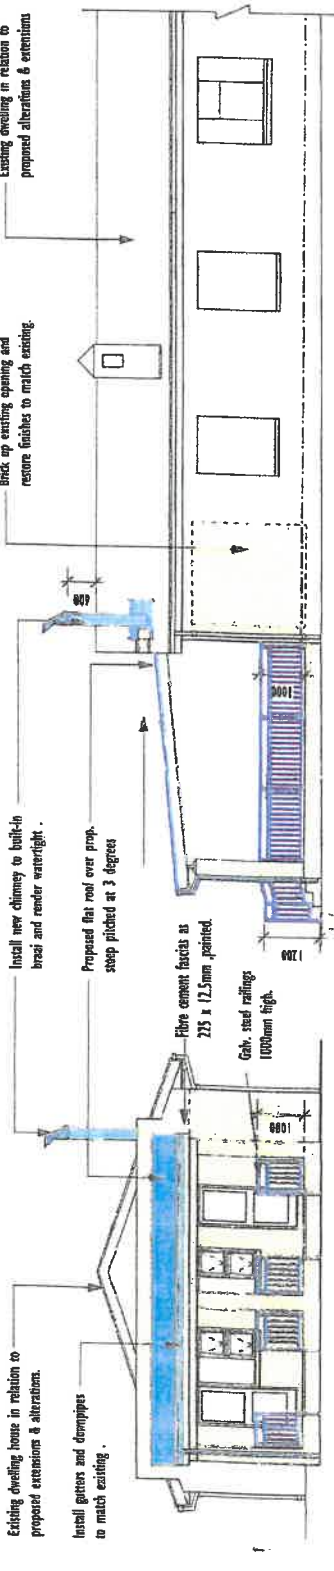 Existing dwelling house in relation to
proposed extensions & alterations.
Install gutters and downpipes
to match existing .
Install new chimney to built-in
braai and render watertight .
Proposed flat roof over prop.
stoep pitched at 3 degrees
Fibre cement fascias as
225 x 12.5mm ,painted.
Galv. steel railings
1000mm high.
1000
1200
1000
600
Brick up existing opening and
restore finishes to match existing.
Existing dwelling in relation to
proposed alterations & extensions